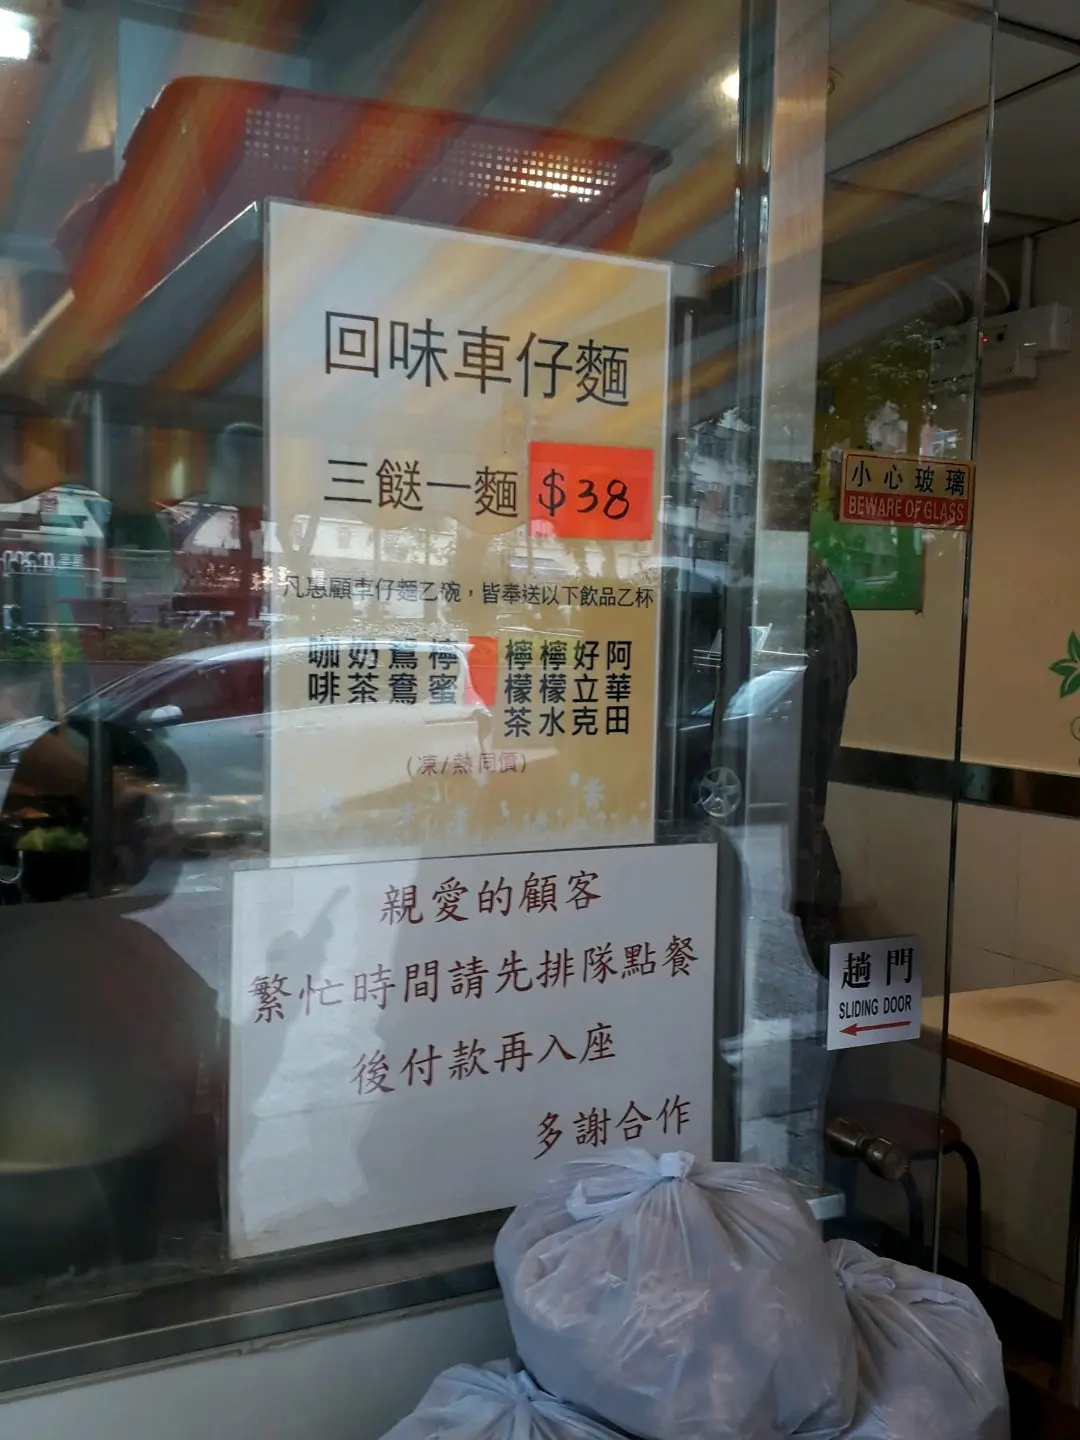 回味車仔麵
三餸一麵 $38
凡惠顧車仔麵乙碗，皆奉送以下飲品乙杯
咖啡
奶茶
鴛鴦
檸蜜
檸檬茶
檸檬水
好立克
阿華田
(凍/熱同價)
親愛的顧客
繁忙時間請先排隊點餐
後付款再入座
多謝合作
小心玻璃
BEWARE OF GLASS
趟門
SLIDING DOOR